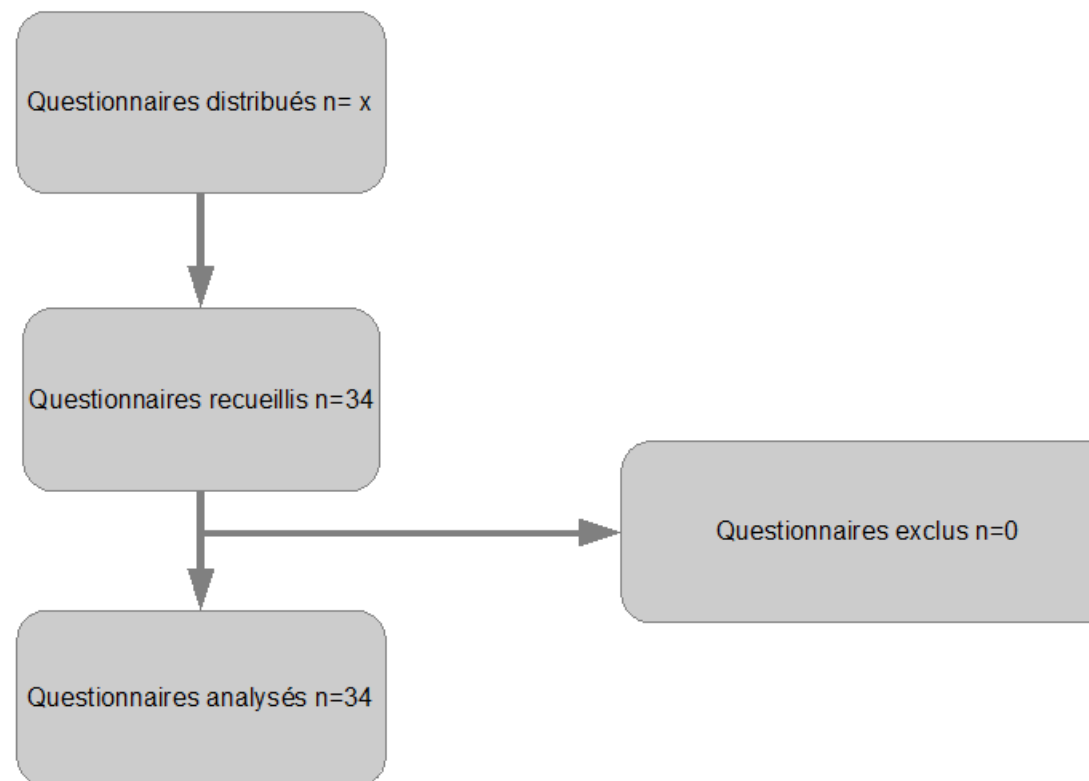 Questionnaires distribués n= x
Questionnaires recueillis n=34
Questionnaires exclus n=0
Questionnaires analysés n=34